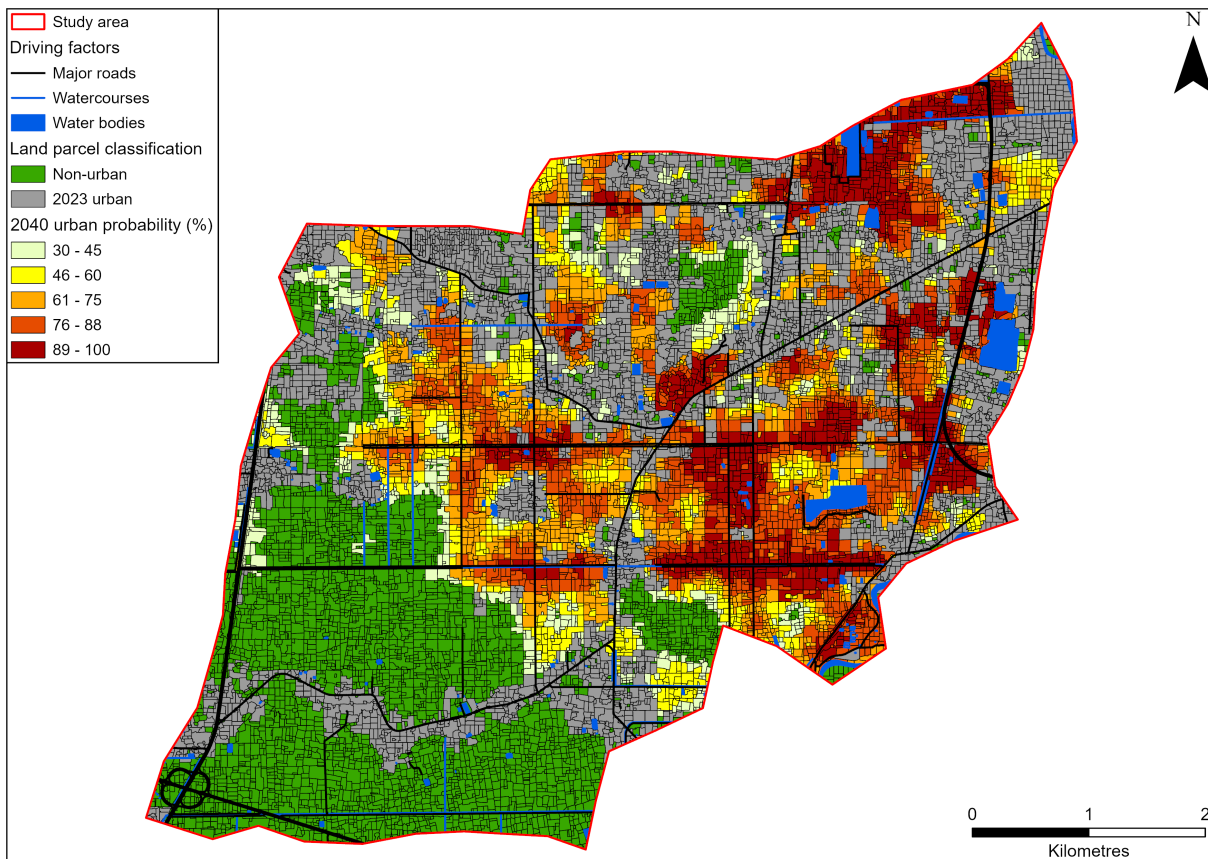 Study area
Driving factors
Major roads
Watercourses
Water bodies
Land parcel classification
Non-urban
2023 urban
2040 urban probability (%)
30 - 45
46 - 60
61 - 75
76 - 88
89 - 100
N
0 1 2
Kilometres